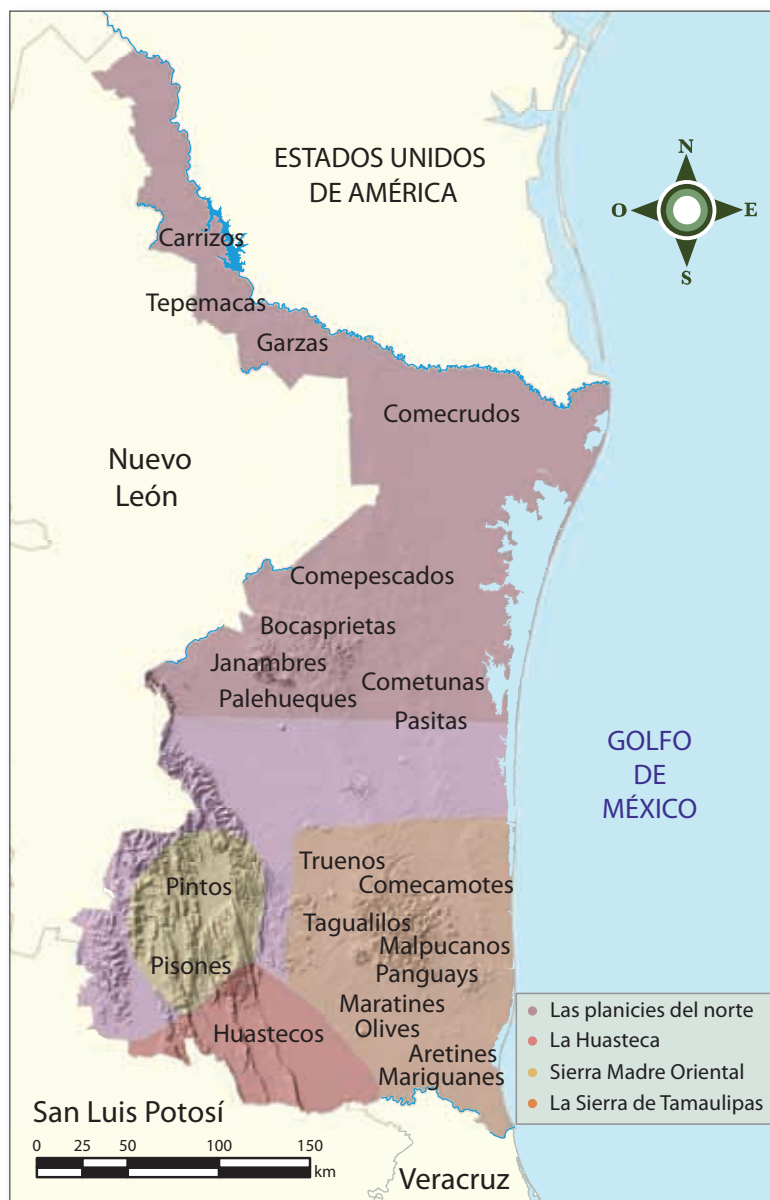 ESTADOS UNIDOS
DE AMÉRICA
N
O
E
S
Carrizos
Tepemacas
Garzas
Comecrudos
Nuevo
León
Comepescados
Bocasprietas
Janambres
Cometunas
Palehueques
Pasitas
GOLFO
DE
MÉXICO
Truenos
Pintos
Comecamotes
Tagualilos
Malpucanos
Pisones
Panguays
Maratines
Olives
Huastecos
Aretines
Mariguanes
Las planicies del norte
La Huasteca
Sierra Madre Oriental
La Sierra de Tamaulipas
San Luis Potosí
0 25 50 100 150
km
Veracruz